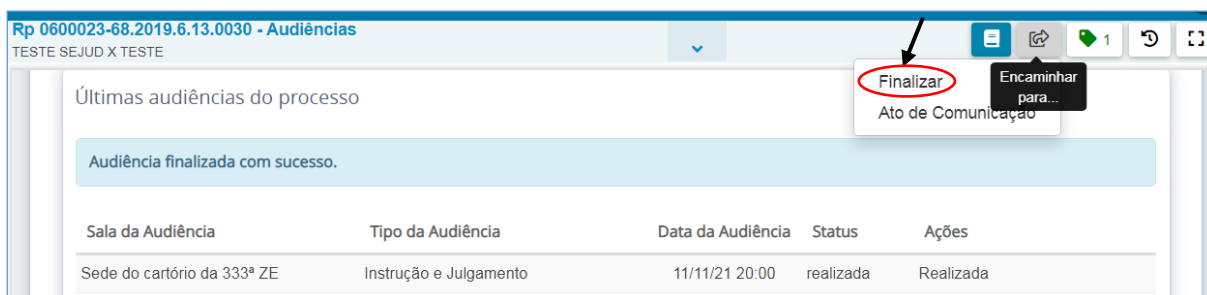 Rp 0600023-68.2019.6.13.0030 - Audiências
TESTE SEJUD X TESTE
1
Finalizar
Ato de Comunicação
Encaminhar
para...
Últimas audiências do processo
Audiência finalizada com sucesso.
Sala da Audiência Tipo da Audiência Data da Audiência Status Ações
Sede do cartório da 333ª ZE Instrução e Julgamento 11/11/21 20:00 realizada Realizada